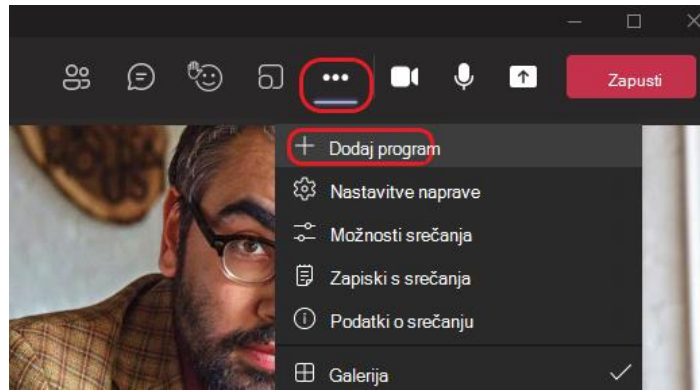 Zapusti
Dodaj program
Nastavitve naprave
Možnosti srečanja
Zapiski s srečanja
Podatki o srečanju
Galerija